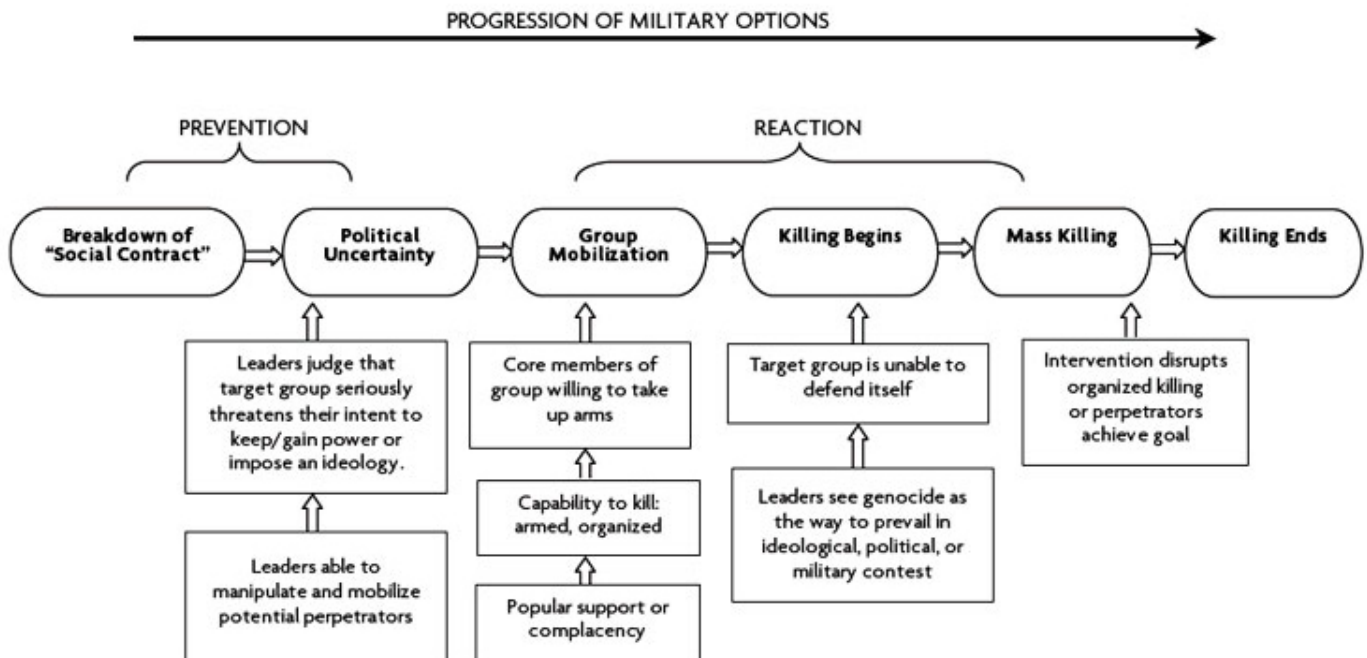 PROGRESSION OF MILITARY OPTIONS
PREVENTION
REACTION
Breakdown of
“Social Contract”
Political
Uncertainty
Group
Mobilization
Killing Begins
Mass Killing
Killing Ends
Leaders judge that
target group seriously
threatens their intent to
keep/gain power or
impose an ideology.
Leaders able to
manipulate and mobilize
potential perpetrators
Core members of
group willing to take
up arms
Capability to kill:
armed, organized
Popular support or
complacency
Target group is unable to
defend itself
Leaders see genocide as
the way to prevail in
ideological, political, or
military contest
Intervention disrupts
organized killing
or perpetrators
achieve goal